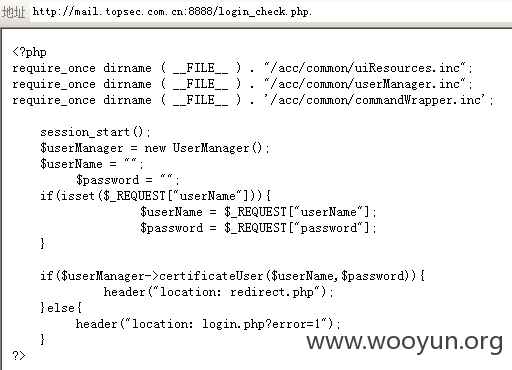 地址 http://mail.topsec.com.cn:8888/login_check.php.
<?php
require_once dirname ( __FILE__ ) . "/acc/common/uiResources.inc";
require_once dirname ( __FILE__ ) . "/acc/common/userManager.inc";
require_once dirname ( __FILE__ ) . '/acc/common/commandWrapper.inc';
session_start();
$userManager = new UserManager();
$userName = "";
$password = "";
if(isset($_REQUEST["userName"])){
$userName = $_REQUEST["userName"];
$password = $_REQUEST["password"];
}
if($userManager->certificateUser($userName,$password)){
header("location: redirect.php");
}else{
header("location: login.php?error=1");
}
?>
www.wooyun.org